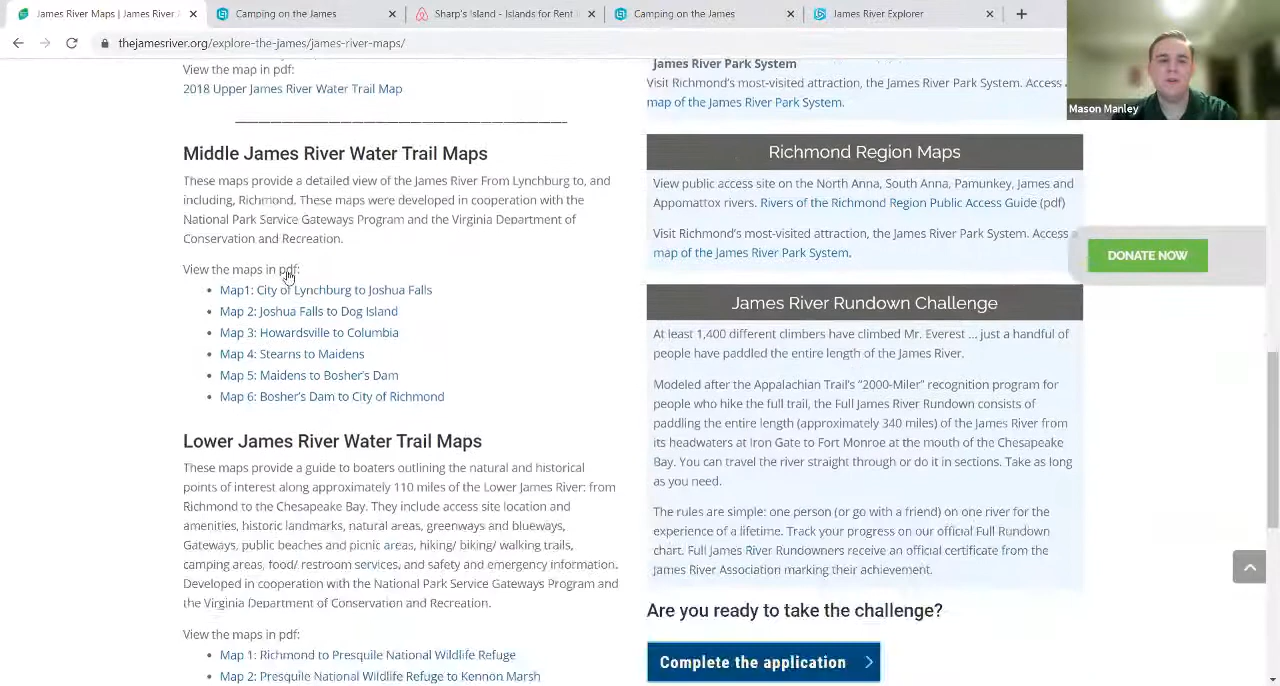 James River Maps | James River
Camping on the James
Sharp's Island - Islands for Rent
Camping on the James
James River Explorer
thejamesriver.org/explore-the-james/james-river-maps/
Mason Manley
View the map in pdf:
2018 Upper James River Water Trail Map
Middle James River Water Trail Maps
These maps provide a detailed view of the James River From Lynchburg to, and
including, Richmond. These maps were developed in cooperation with the
National Park Service Gateways Program and the Virginia Department of
Conservation and Recreation.
View the maps in pdf:
Map1: City of Lynchburg to Joshua Falls
Map 2: Joshua Falls to Dog Island
Map 3: Howardsville to Columbia
Map 4: Stearns to Maidens
Map 5: Maidens to Bosher's Dam
Map 6: Bosher's Dam to City of Richmond
Lower James River Water Trail Maps
These maps provide a guide to boaters outlining the natural and historical
points of interest along approximately 110 miles of the Lower James River: from
Richmond to the Chesapeake Bay. They include access site location and
amenities, historic landmarks, natural areas, greenways and blueways,
Gateways, public beaches and picnic areas, hiking/ biking/ walking trails,
camping areas, food/ accommodation services, and safety and emergency information.
Developed in cooperation with the National Park Service Gateways Program and
the Virginia Department of Conservation and Recreation.
View the maps in pdf:
Map 1: Richmond to Presquile National Wildlife Refuge
Map 2: Presquile National Wildlife Refuge to Kennon Marsh
James River Park System
Visit Richmond's most-visited attraction, the James River Park System. Access
map of the James River Park System.
Richmond Region Maps
View public access site on the North Anna, South Anna, Pamunkey, James and
Appomattox rivers. Rivers of the Richmond Region Public Access Guide (pdf)
Visit Richmond's most-visited attraction, the James River Park System. Access a
map of the James River Park System.
James River Rundown Challenge
At least 1,400 different climbers have climbed Mr. Everest ... just a handful of
people have paddled the entire length of the James River.
Modeled after the Appalachian Trail's "2000-Miler" recognition program for
people who hike the full trail, the Full James River Rundown consists of
paddling the entire length (approximately 340 miles) of the James River from
its headwaters at Iron Gate to Fort Monroe at the mouth of the Chesapeake
Bay. You can travel the river straight through or do it in sections. Take as long
as you need.
The rules are simple: one person (or go with a friend) on one river for the
experience of a lifetime. Track your progress on our official Full Rundown
chart. Full James River Rundowners receive an official certificate from the
James River Association marking their achievement.
Are you ready to take the challenge?
Complete the application
DONATE NOW